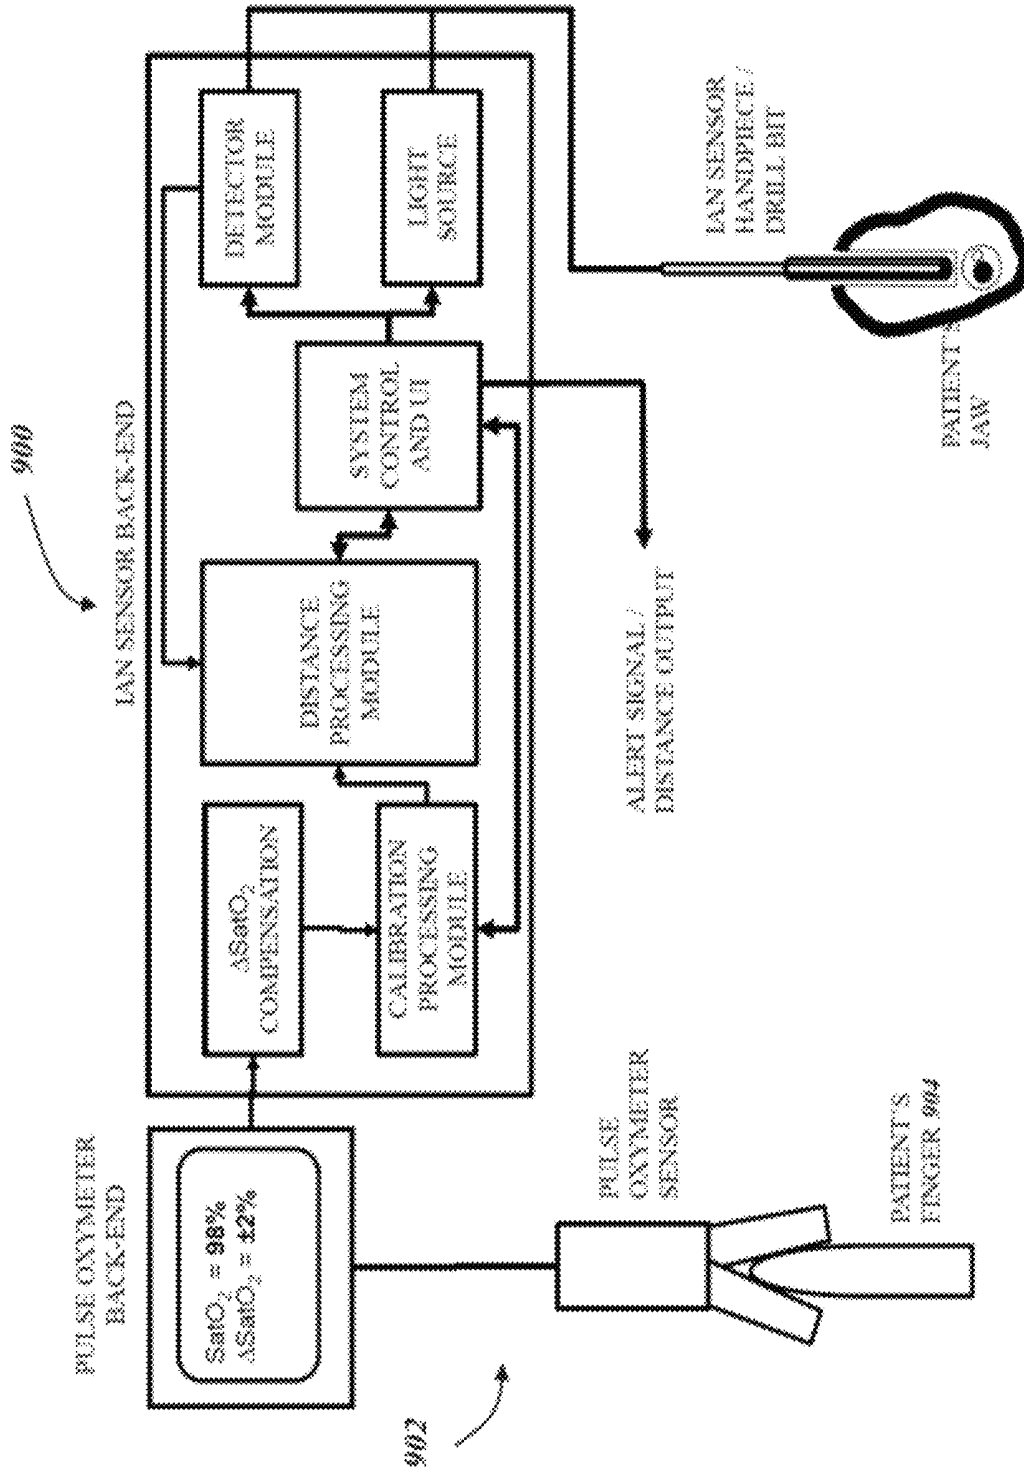 900
PULSE OXYMETER
BACK-END
SatO2 = 98%
ΔSatO2 = ±2%
IAN SENSOR BACK-END
ΔSatO2
COMPENSATION
CALIBRATION
PROCESSING
MODULE
DISTANCE
PROCESSING
MODULE
SYSTEM
CONTROL
AND UI
DETECTOR
MODULE
LIGHT
SOURCE
902
PULSE
OXYMETER
SENSOR
PATIENT'S
FINGER 904
ALERT SIGNAL /
DISTANCE OUTPUT
IAN SENSOR
HANDPIECE /
DRILL BIT
PATIENT'S
JAW